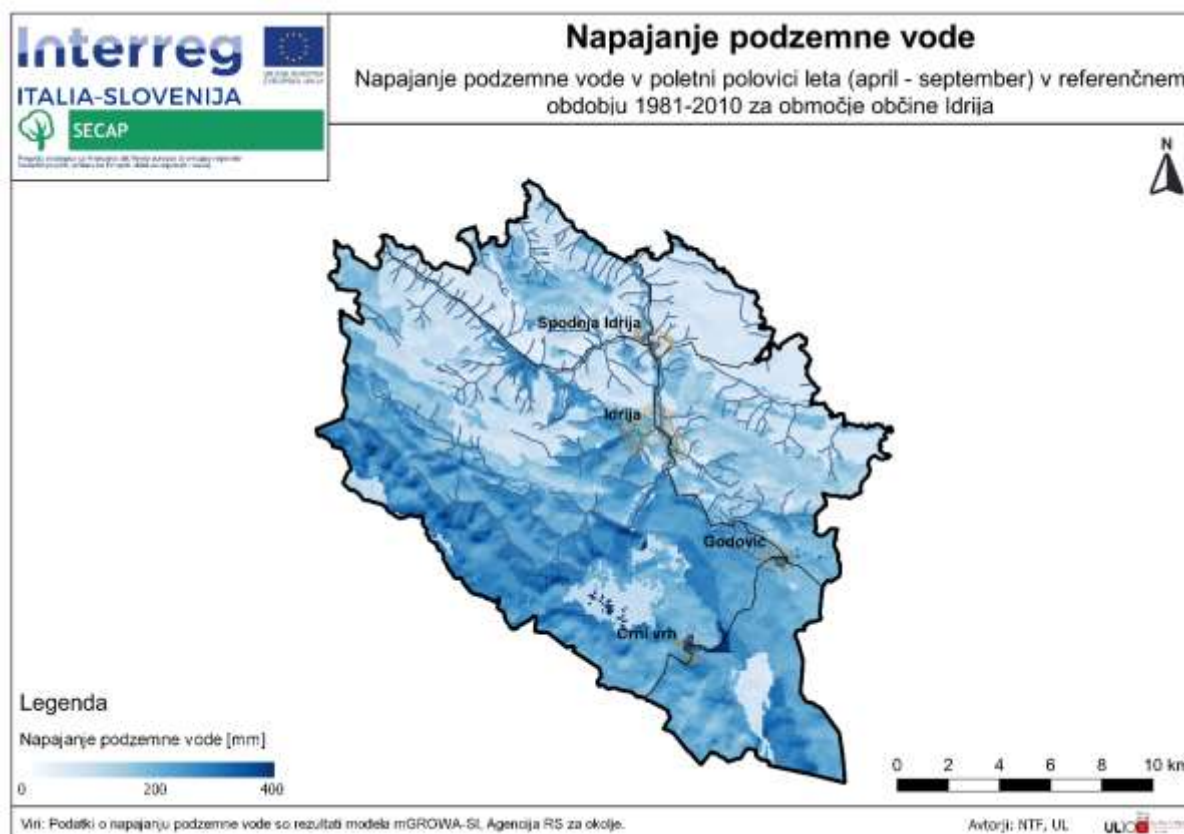 Interreg
ITALIA-SLOVENIJA
SECAP
Napajanje podzemne vode
Napajanje podzemne vode v poletni polovici leta (april - september) v referenčnem
obdobju 1981-2010 za območje občine Idrija
N
Spodnja Idrija
Idrija
Godovič
Črni vrh
Legenda
Napajanje podzemne vode [mm]
0 200 400
0 2 4 6 8 10 km
Viri: Podatki o napajanju podzemne vode so rezultati modela mGROWA-SI, Agencija RS za okolje.
Avtorji: NTF, UL
UL